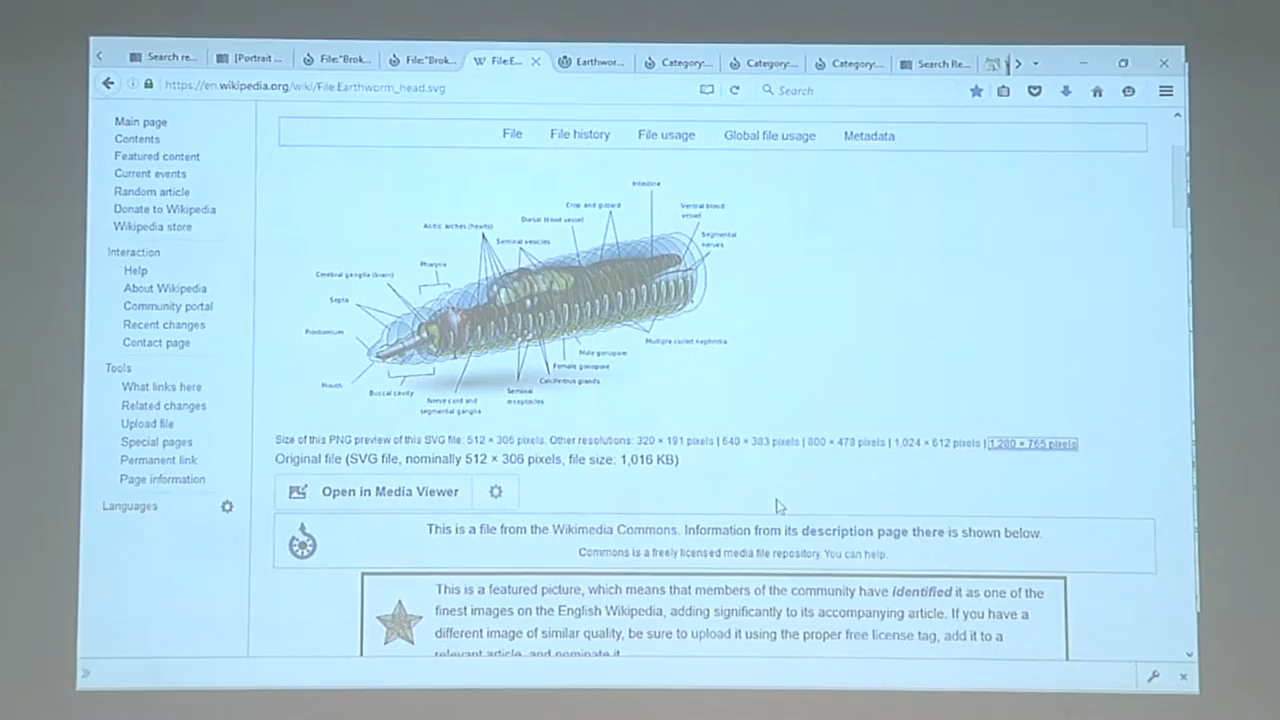 Search re...
[Portrait ...
File:"Brok...
File:"Brok...
W File:E...
Earthwor...
Category:...
Category:...
Category:...
Search Re...
https://en.wikipedia.org/wiki/File:Earthworm_head.svg
Search
Main page
Contents
Featured content
Current events
Random article
Donate to Wikipedia
Wikipedia store
Interaction
Help
About Wikipedia
Community portal
Recent changes
Contact page
Tools
What links here
Related changes
Upload file
Special pages
Permanent link
Page information
Languages
File
File history
File usage
Global file usage
Metadata
Intestine
Crop and gizzard
Ventral blood
vessel
Dorsal blood vessel
Aortic arches (hearts)
Seminal vesicles
Segmental
nerves
Pharynx
Cerebral ganglia (brain)
Septa
Prostomium
Mouth
Buccal cavity
Nerve cord and
segmental ganglia
Seminal
receptacles
Calciferous glands
Female gonopore
Male gonopore
Multiple coiled nephridia
Size of this PNG preview of this SVG file: 512 × 306 pixels. Other resolutions: 320 × 191 pixels | 640 × 383 pixels | 800 × 478 pixels | 1,024 × 612 pixels | 1,280 × 765 pixels
Original file (SVG file, nominally 512 × 306 pixels, file size: 1,016 KB)
Open in Media Viewer
This is a file from the Wikimedia Commons. Information from its description page there is shown below.
Commons is a freely licensed media file repository. You can help.
This is a featured picture, which means that members of the community have identified it as one of the
finest images on the English Wikipedia, adding significantly to its accompanying article. If you have a
different image of similar quality, be sure to upload it using the proper free license tag, add it to a
relevant article, and nominate it.